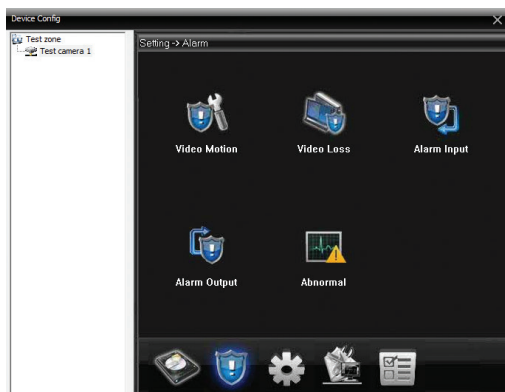 Device Config
Test zone
Test camera 1
Setting -> Alarm
Video Motion
Video Loss
Alarm Input
Alarm Output
Abnormal